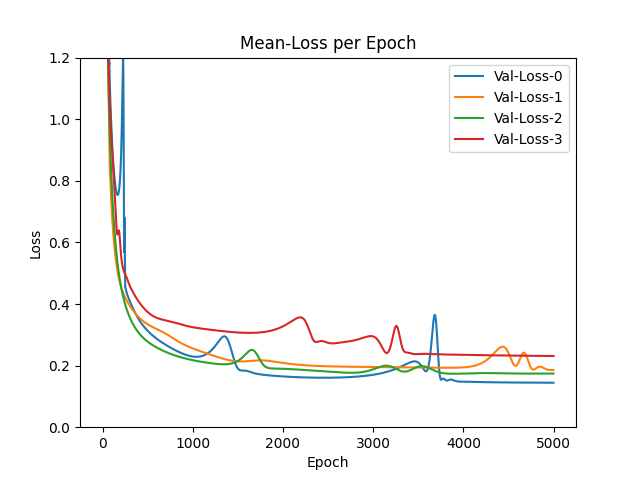 Mean-Loss per Epoch
Val-Loss-0
Val-Loss-1
Val-Loss-2
Val-Loss-3
Loss
1.2
1.0
0.8
0.6
0.4
0.2
0.0
0 1000 2000 3000 4000 5000
Epoch